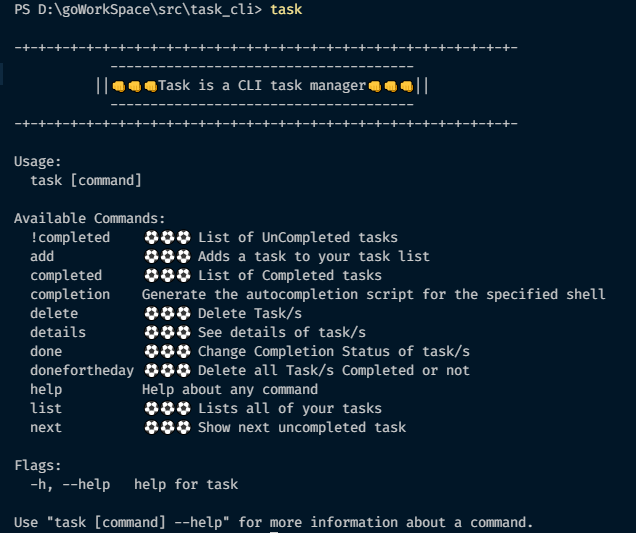 PS D:\goWorkSpace\src\task_cli> task
-+-+-+-+-+-+-+-+-+-+-+-+-+-+-+-+-+-+-+-+-+-+-+-+-+-+-+-+-+-+-+-
--------------------------------------
||👊👊👊Task is a CLI task manager👊👊👊||
--------------------------------------
-+-+-+-+-+-+-+-+-+-+-+-+-+-+-+-+-+-+-+-+-+-+-+-+-+-+-+-+-+-+-+-
Usage:
  task [command]
Available Commands:
  !completed    ⚽⚽⚽ List of UnCompleted tasks
  add           ⚽⚽⚽ Adds a task to your task list
  completed     ⚽⚽⚽ List of Completed tasks
  completion    Generate the autocompletion script for the specified shell
  delete        ⚽⚽⚽ Delete Task/s
  details       ⚽⚽⚽ See details of task/s
  done          ⚽⚽⚽ Change Completion Status of task/s
  donefortheday ⚽⚽⚽ Delete all Task/s Completed or not
  help          Help about any command
  list          ⚽⚽⚽ Lists all of your tasks
  next          ⚽⚽⚽ Show next uncompleted task
Flags:
  -h, --help   help for task
Use "task [command] --help" for more information about a command.